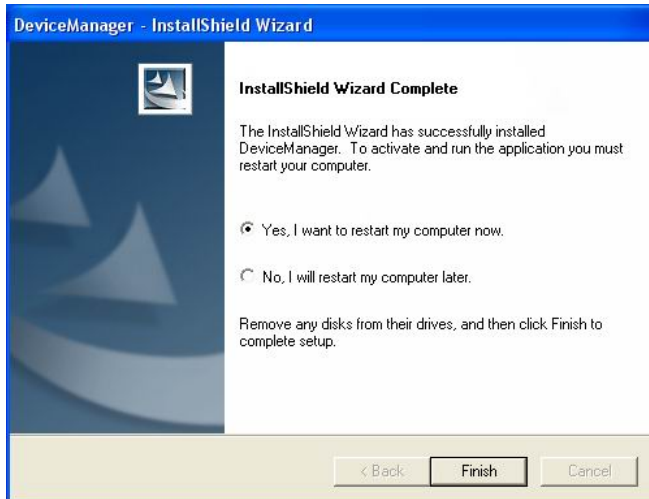 DeviceManager - InstallShield Wizard
InstallShield Wizard Complete
The InstallShield Wizard has successfully installed
DeviceManager. To activate and run the application you must
restart your computer.
Yes, I want to restart my computer now.
No, I will restart my computer later.
Remove any disks from their drives, and then click Finish to
complete setup.
< Back
Finish
Cancel